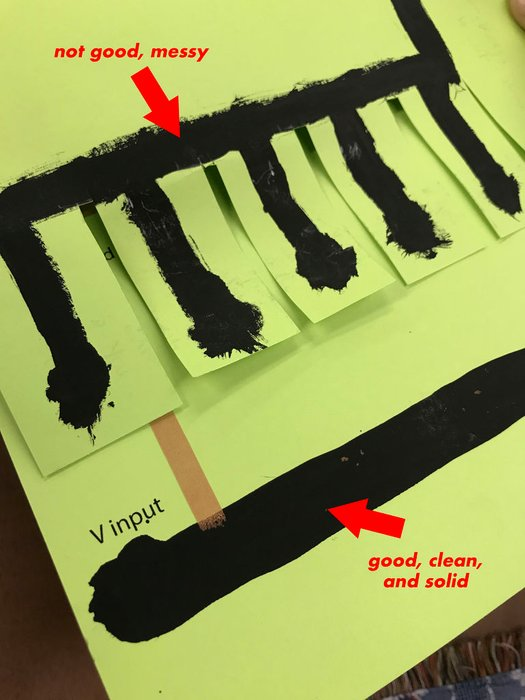 not good, messy
d
V input
good, clean,
and solid